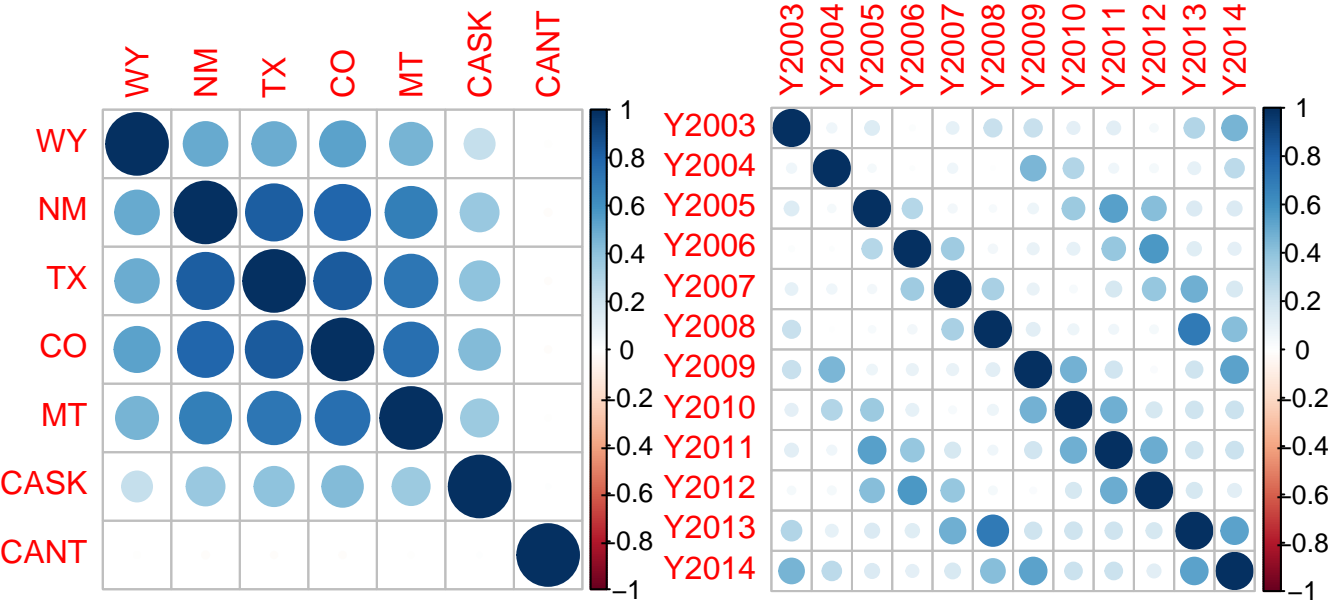 WY NM TX CO MT CASK CANT
WY
NM
TX
CO
MT
CASK
CANT
1
0.8
0.6
0.4
0.2
0
−0.2
−0.4
−0.6
−0.8
−1
Y2003 Y2004 Y2005 Y2006 Y2007 Y2008 Y2009 Y2010 Y2011 Y2012 Y2013 Y2014
Y2003
Y2004
Y2005
Y2006
Y2007
Y2008
Y2009
Y2010
Y2011
Y2012
Y2013
Y2014
1
0.8
0.6
0.4
0.2
0
−0.2
−0.4
−0.6
−0.8
−1